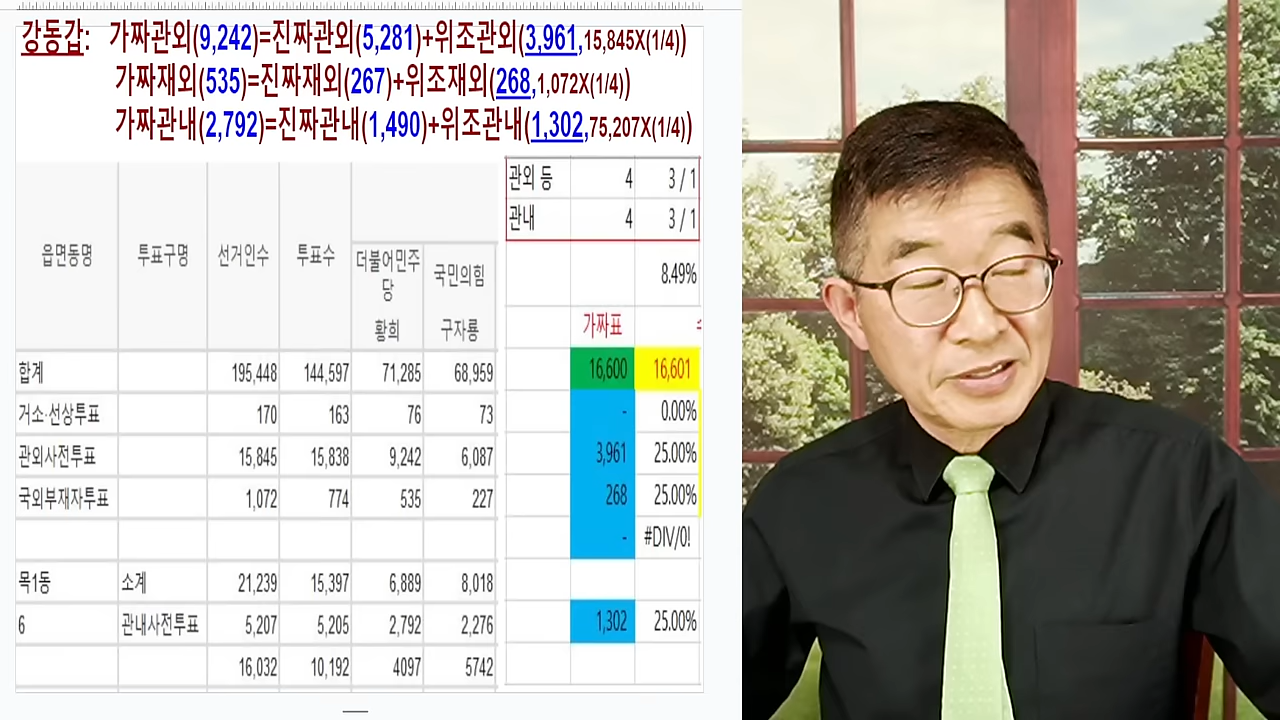 강동갑: 가짜관외(9,242)=진짜관외(5,281)+위조관외(3,961,15,845X(1/4))
가짜재외(535)=진짜재외(267)+위조재외(268,1,072X(1/4))
가짜관내(2,792)=진짜관내(1,490)+위조관내(1,302,75,207X(1/4))
관외 등 4 3 / 1
관내 4 3 / 1
8.49%
읍면동명 투표구명 선거인수 투표수 더불어민주당 황희 국민의힘 구자룡
가짜표
합계 195,448 144,597 71,285 68,959 16,600 16,601
거소·선상투표 170 163 76 73 - 0.00%
관외사전투표 15,845 15,838 9,242 6,087 3,961 25.00%
국외부재자투표 1,072 774 535 227 268 25.00%
- #DIV/0!
목1동 소계 21,239 15,397 6,889 8,018
6 관내사전투표 5,207 5,205 2,792 2,276 1,302 25.00%
16,032 10,192 4097 5742